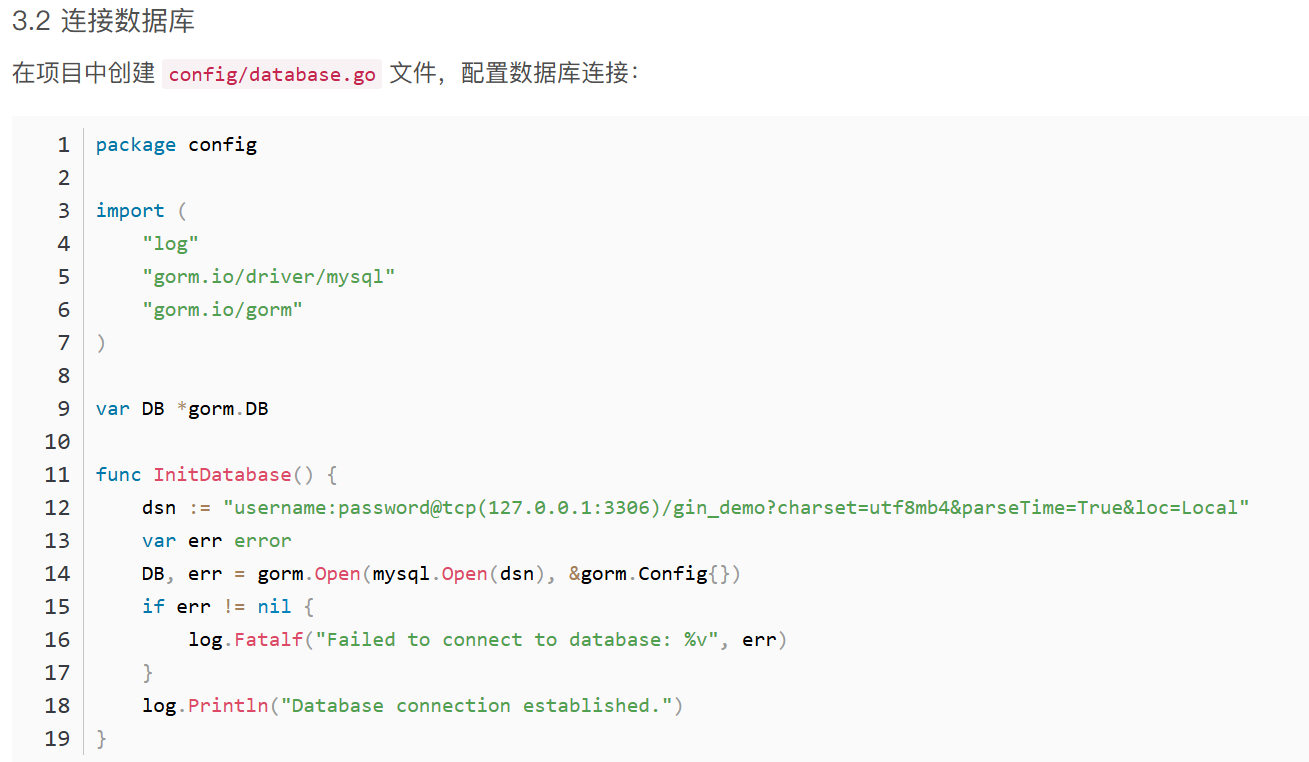 3.2 连接数据库
在项目中创建 config/database.go 文件，配置数据库连接：
1 package config
2
3 import (
4     "log"
5     "gorm.io/driver/mysql"
6     "gorm.io/gorm"
7 )
8
9 var DB *gorm.DB
10
11 func InitDatabase() {
12     dsn := "username:password@tcp(127.0.0.1:3306)/gin_demo?charset=utf8mb4&parseTime=True&loc=Local"
13     var err error
14     DB, err = gorm.Open(mysql.Open(dsn), &gorm.Config{})
15     if err != nil {
16         log.Fatalf("Failed to connect to database: %v", err)
17     }
18     log.Println("Database connection established.")
19 }